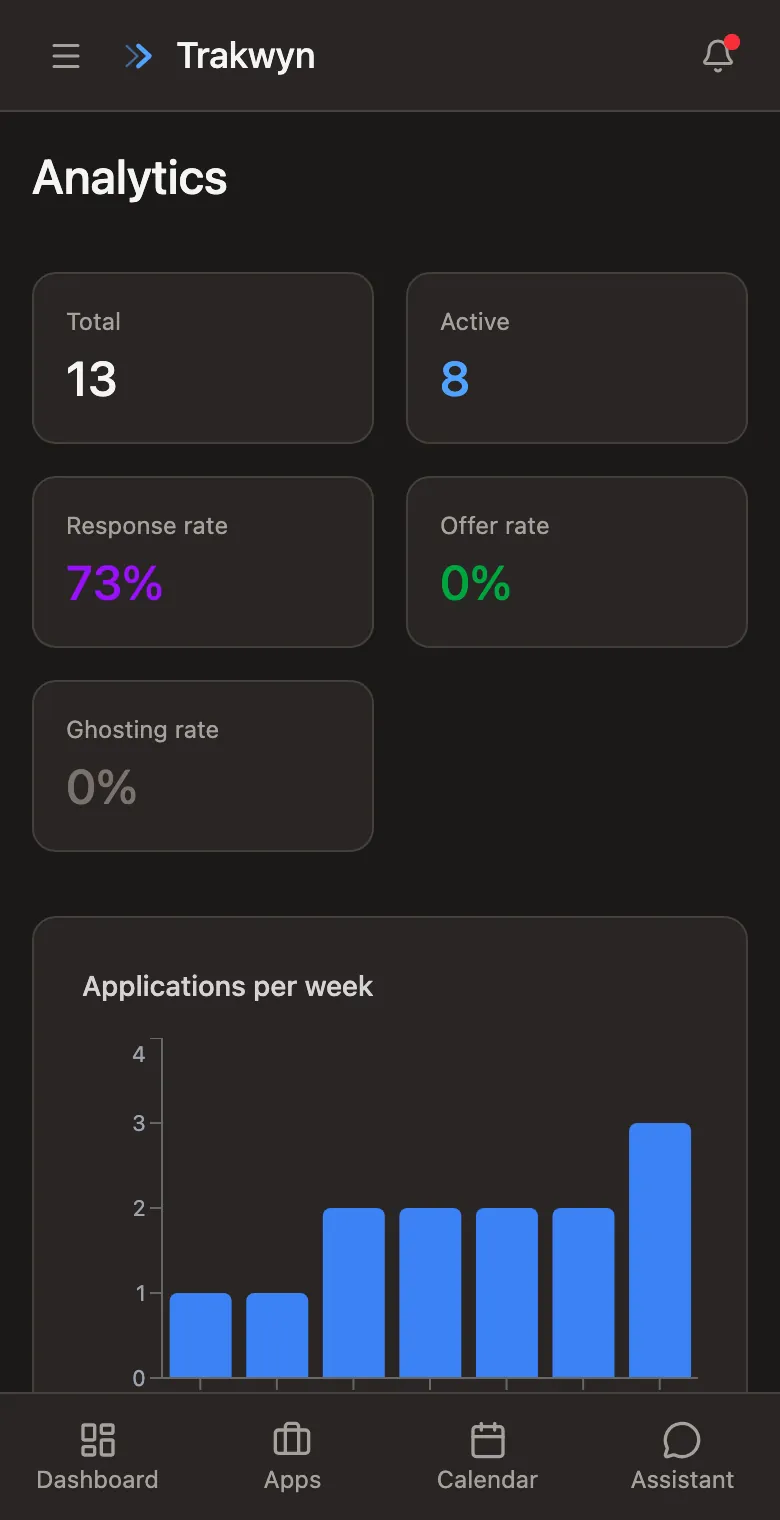 Trakwyn
Analytics
Total
13
Active
8
Response rate
73%
Offer rate
0%
Ghosting rate
0%
Applications per week
4
3
2
1
0
Dashboard
Apps
Calendar
Assistant